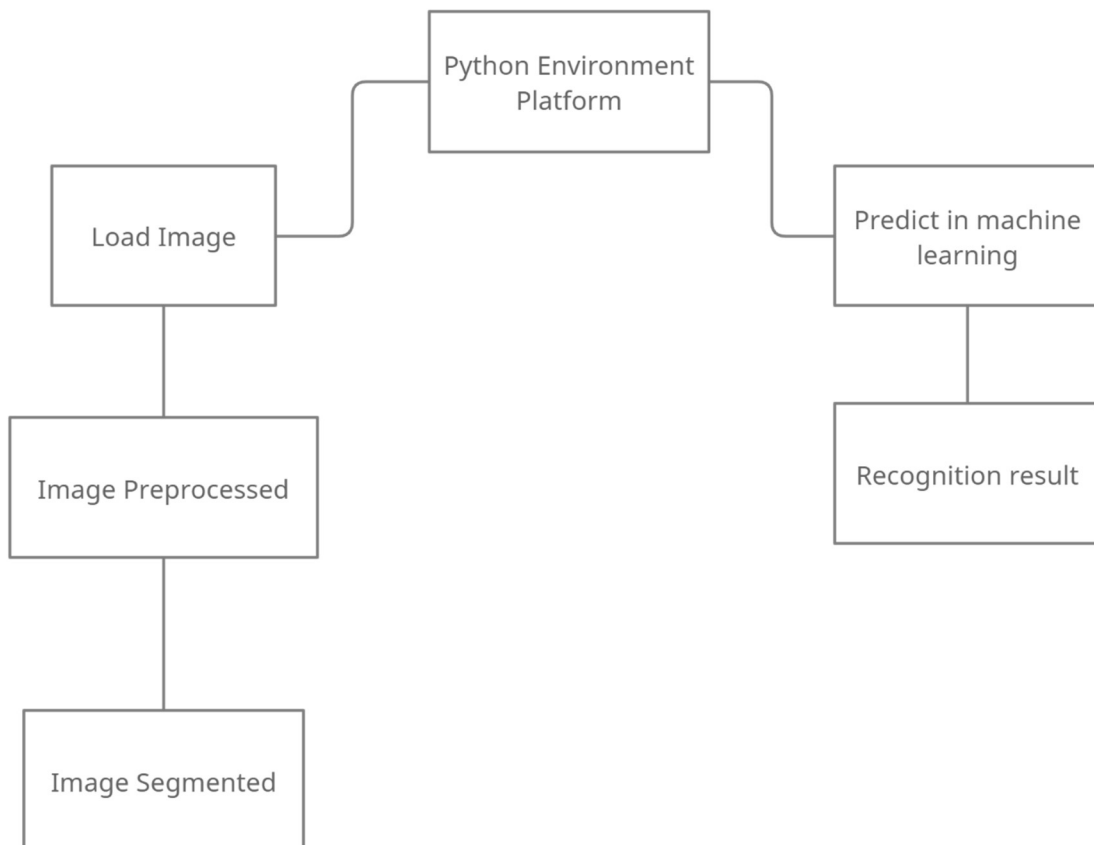 Python Environment
Platform
Load Image
Predict in machine
learning
Image Preprocessed
Recognition result
Image Segmented